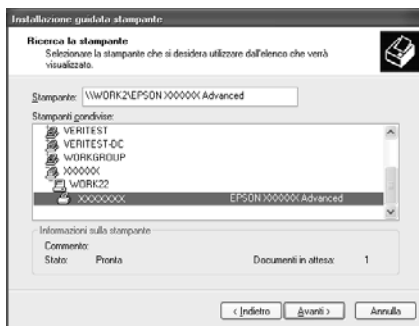 Installazione guidata stampante
Ricerca la stampante
Selezionare la stampante che si desidera utilizzare dall'elenco che verrà
visualizzato.
Stampante: \\WORK2\EPSON XXXXXX Advanced
Stampanti condivise:
VERITEST
VERITEST-DC
WORKGROUP
XXXXXX
WORK22
XXXXXXX EPSON XXXXXX Advanced
Informazioni sulla stampante
Commento:
Stato: Pronta Documenti in attesa: 1
< Indietro Avanti > Annulla